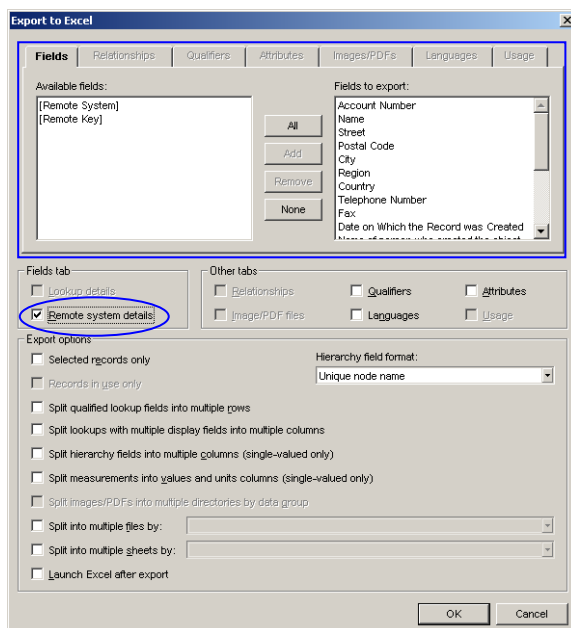 Export to Excel
Fields Relationships Qualifiers Attributes Images/PDFs Languages Usage
Available fields:
[Remote System]
[Remote Key]
All
Add
Remove
None
Fields to export:
Account Number
Name
Street
Postal Code
City
Region
Country
Telephone Number
Fax
Date on Which the Record was Created
Name of person who created the object
Fields tab
Lookup details
Remote system details
Other tabs
Relationships Qualifiers Attributes
Image/PDF files Languages Usage
Export options
Selected records only
Records in use only
Hierarchy field format:
Unique node name
Split qualified lookup fields into multiple rows
Split lookups with multiple display fields into multiple columns
Split hierarchy fields into multiple columns (single-valued only)
Split measurements into values and units columns (single-valued only)
Split images/PDFs into multiple directories by data group
Split into multiple files by:
Split into multiple sheets by:
Launch Excel after export
OK Cancel